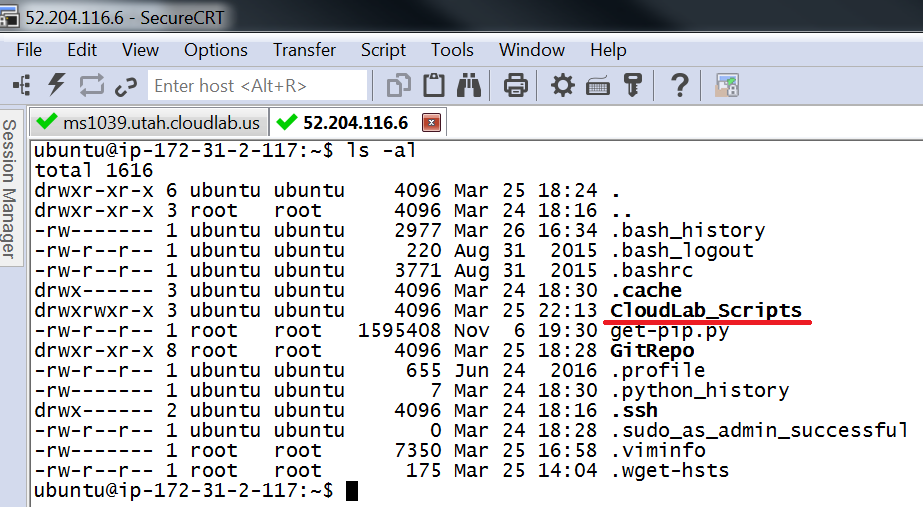 52.204.116.6 - SecureCRT
File Edit View Options Transfer Script Tools Window Help
Enter host <Alt+R>
Session Manager
ms1039.utah.cloudlab.us 52.204.116.6
ubuntu@ip-172-31-2-117:~$ ls -al
total 1616
drwxr-xr-x 6 ubuntu ubuntu    4096 Mar 25 18:24 .
drwxr-xr-x 3 root   root      4096 Mar 24 18:16 ..
-rw------- 1 ubuntu ubuntu    2977 Mar 26 16:34 .bash_history
-rw-r--r-- 1 ubuntu ubuntu     220 Aug 31  2015 .bash_logout
-rw-r--r-- 1 ubuntu ubuntu    3771 Aug 31  2015 .bashrc
drwx------ 3 ubuntu ubuntu    4096 Mar 24 18:30 .cache
drwxrwxr-x 3 ubuntu ubuntu    4096 Mar 25 22:13 CloudLab_Scripts
-rw-r--r-- 1 root   root   1595408 Nov  6 19:30 get-pip.py
drwxr-xr-x 8 root   root      4096 Mar 25 18:28 GitRepo
-rw-r--r-- 1 ubuntu ubuntu     655 Jun 24  2016 .profile
-rw------- 1 ubuntu ubuntu       7 Mar 24 18:30 .python_history
drwx------ 2 ubuntu ubuntu    4096 Mar 24 18:16 .ssh
-rw-r--r-- 1 ubuntu ubuntu       0 Mar 24 18:28 .sudo_as_admin_successful
-rw------- 1 root   root      7350 Mar 25 16:58 .viminfo
-rw-r--r-- 1 root   root       175 Mar 25 14:04 .wget-hsts
ubuntu@ip-172-31-2-117:~$